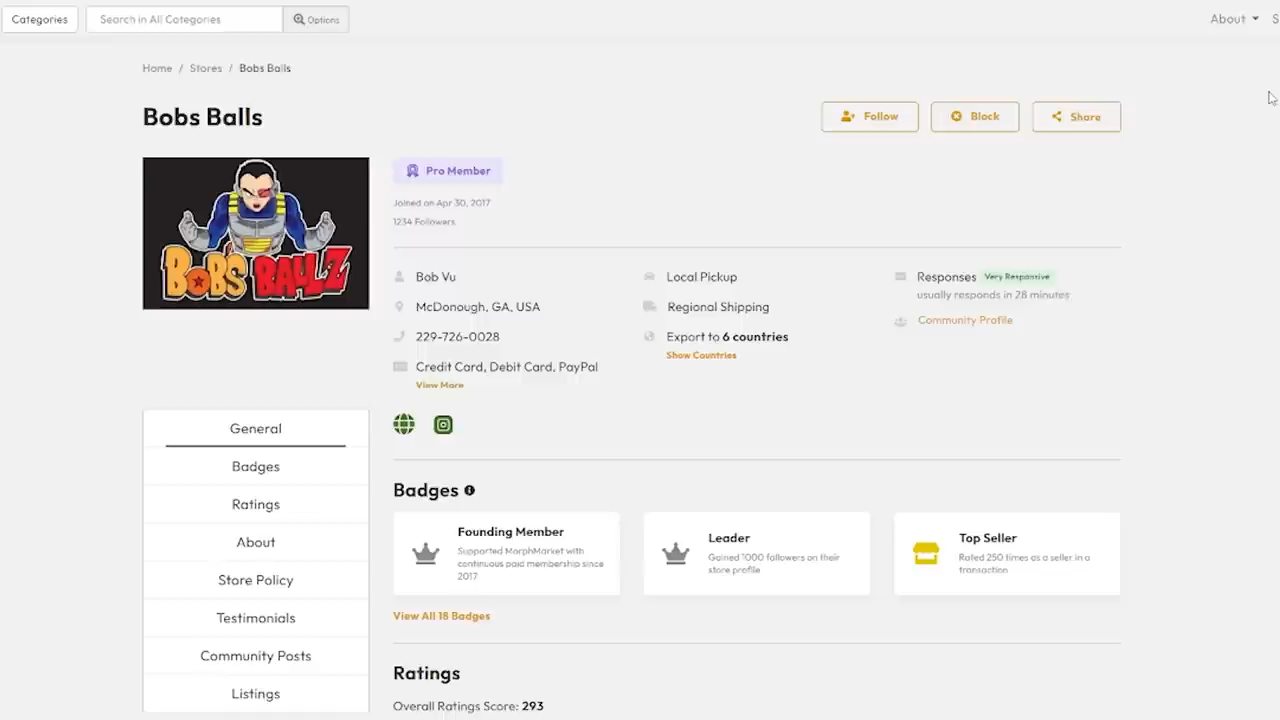 Categories
Search in All Categories
Options
About
S
Home / Stores / Bobs Balls
Bobs Balls
Follow
Block
Share
BOBS BALLZ
Pro Member
Joined on Apr 30, 2017
1234 Followers
Bob Vu
McDonough, GA, USA
229-726-0028
Credit Card, Debit Card, PayPal
View More
Local Pickup
Regional Shipping
Export to 6 countries
Show Countries
Responses Very Responsive
usually responds in 28 minutes
Community Profile
General
Badges
Ratings
About
Store Policy
Testimonials
Community Posts
Listings
Badges
Founding Member
Supported MorphMarket with
continuous paid membership since
2017
Leader
Gained 1000 followers on their
store profile
Top Seller
Rated 250 times as a seller in a
transaction
View All 18 Badges
Ratings
Overall Ratings Score: 293